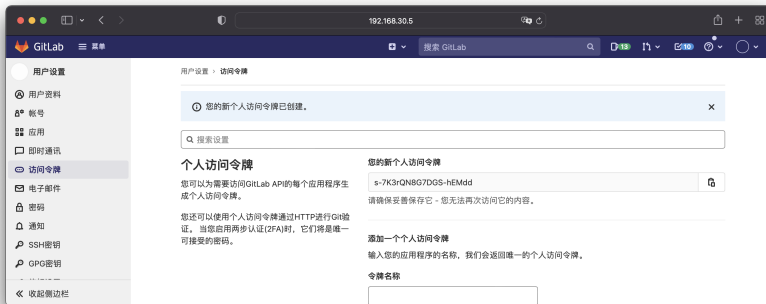 192.168.30.5
GitLab
菜单
搜索 GitLab
13
10
用户设置
用户设置 › 访问令牌
用户资料
帐号
应用
即时通讯
访问令牌
电子邮件
密码
通知
SSH密钥
GPG密钥
收起侧边栏
您的新个人访问令牌已创建。
搜索设置
个人访问令牌
您可以为需要访问GitLab API的每个应用程序生
成个人访问令牌。
您还可以使用个人访问令牌通过HTTP进行Git验
证。当您启用两步认证(2FA)时，它们将是唯一
可接受的密码。
您的新个人访问令牌
s-7K3rQN8G7DGS-hEMdd
请确保妥善保存它 - 您无法再次访问它的内容。
添加一个个人访问令牌
输入您的应用程序的名称，我们会返回唯一的个人访问令牌。
令牌名称